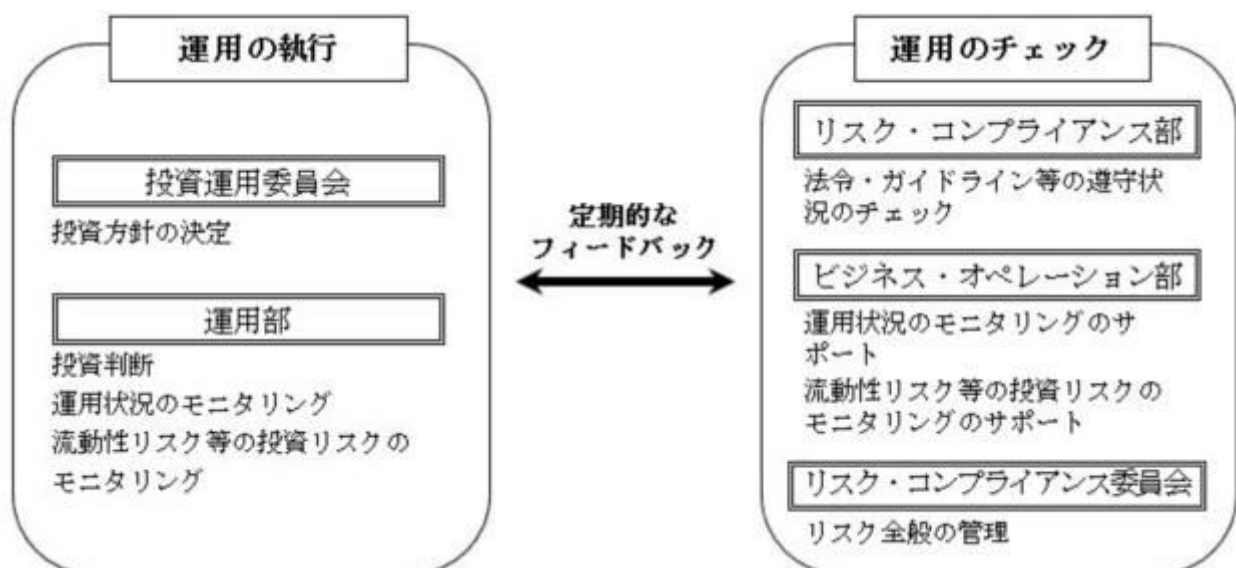 運用の執行
投資運用委員会
投資方針の決定
運用部
投資判断
運用状況のモニタリング
流動性リスク等の投資リスクの
モニタリング
定期的な
フィードバック
運用のチェック
リスク・コンプライアンス部
法令・ガイドライン等の遵守状
況のチェック
ビジネス・オペレーション部
運用状況のモニタリングのサ
ポート
流動性リスク等の投資リスクの
モニタリングのサポート
リスク・コンプライアンス委員会
リスク全般の管理